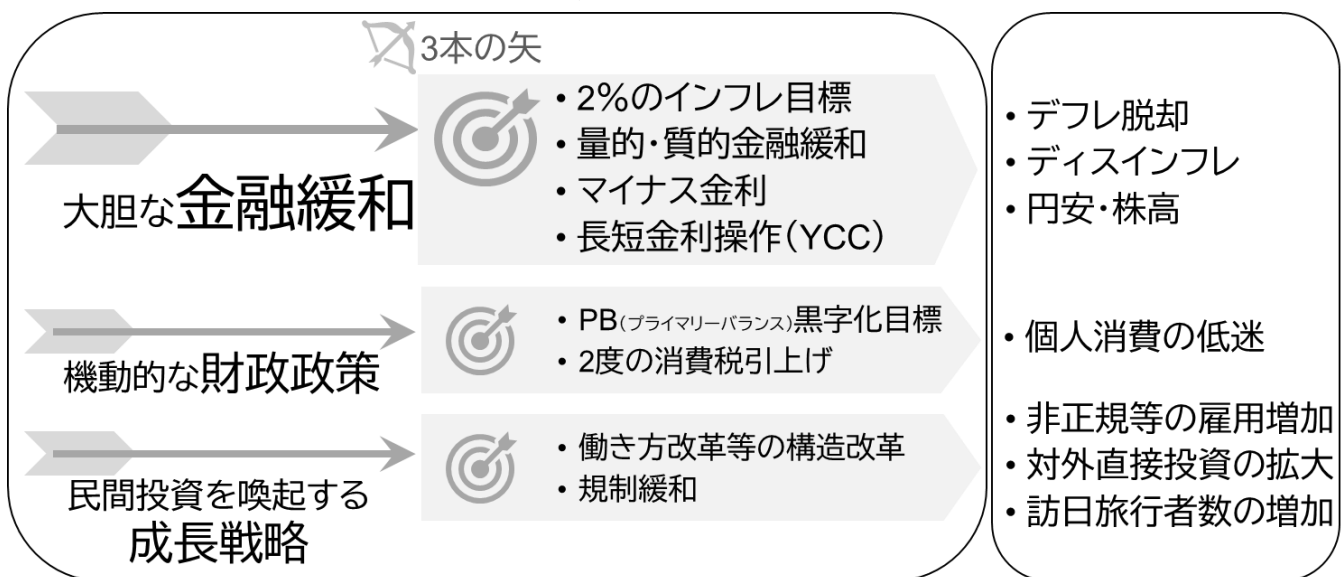 3本の矢
大胆な金融緩和
• 2%のインフレ目標
• 量的・質的金融緩和
• マイナス金利
• 長短金利操作(YCC)
• デフレ脱却
• ディスインフレ
• 円安・株高
機動的な財政政策
• PB(プライマリーバランス)黒字化目標
• 2度の消費税引上げ
• 個人消費の低迷
民間投資を喚起する
成長戦略
• 働き方改革等の構造改革
• 規制緩和
• 非正規等の雇用増加
• 対外直接投資の拡大
• 訪日旅行者数の増加